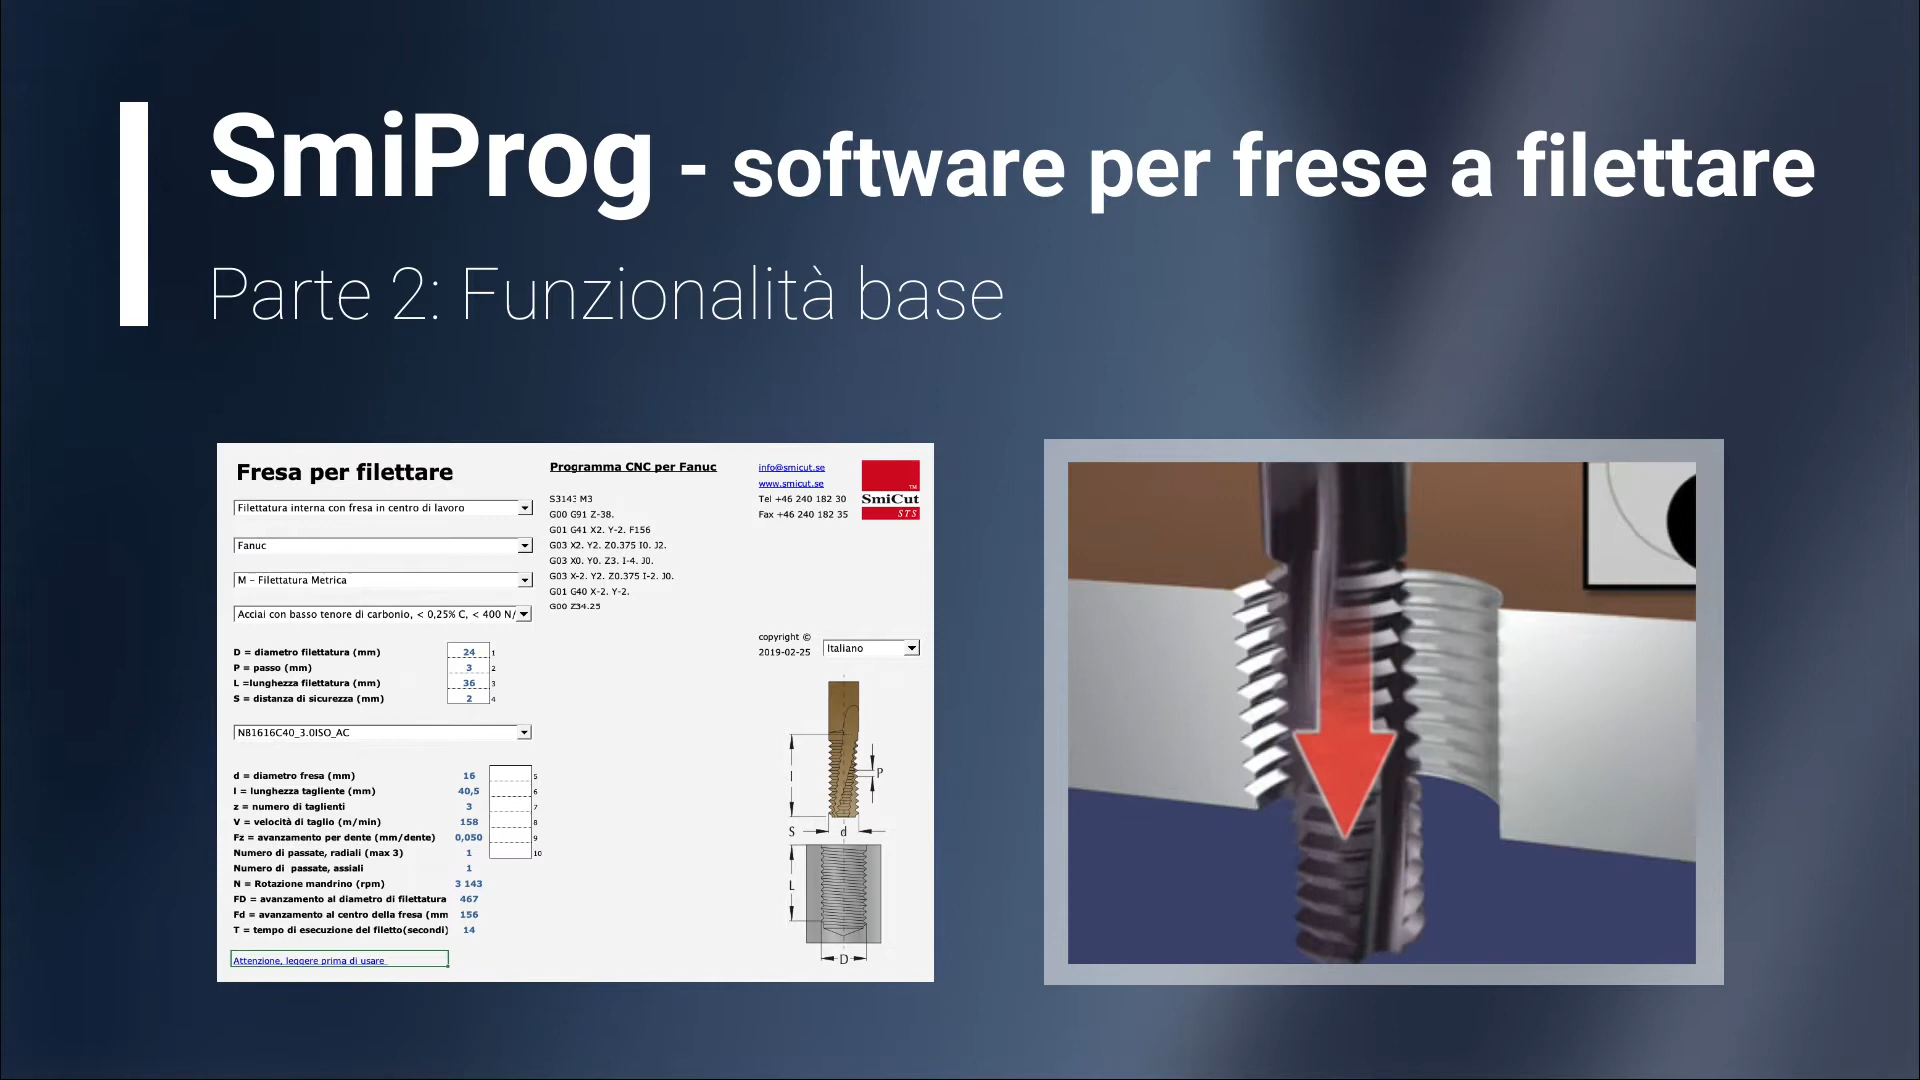 SmiProg - software per frese a filettare
Parte 2: Funzionalità base
Fresa per filettare
Filettatura interna con fresa in centro di lavoro
Fanuc
M - Filettatura Metrica
Acciai con basso tenore di carbonio, < 0,25% C, < 400 N/
D = diametro filettatura (mm) 24 1
P = passo (mm) 3 2
L =lunghezza filettatura (mm) 36 3
S = distanza di sicurezza (mm) 2 4
NB1616C40_3.0ISO_AC
d = diametro fresa (mm) 16 5
l = lunghezza tagliente (mm) 40,5 6
z = numero di taglienti 3 7
V = velocità di taglio (m/min) 158 8
Fz = avanzamento per dente (mm/dente) 0,050 9
Numero di passate, radiali (max 3) 1 10
Numero di passate, assiali 1
N = Rotazione mandrino (rpm) 3 143
FD = avanzamento al diametro di filettatura 467
Fd = avanzamento al centro della fresa (mm 156
T = tempo di esecuzione del filetto(secondi) 14
Attenzione, leggere prima di usare
Programma CNC per Fanuc
S3143 M3
G00 G91 Z-38.
G01 G41 X2. Y-2. F156
G03 X2. Y2. Z0.375 I0. J2.
G03 X0. Y0. Z3. I-4. J0.
G03 X-2. Y2. Z0.375 I-2. J0.
G01 G40 X-2. Y-2.
G00 Z34.25
info@smicut.se
www.smicut.se
Tel +46 240 182 30
Fax +46 240 182 35
TM
SmiCut
STS
copyright ©
2019-02-25
Italiano
l
P
S
d
L
D